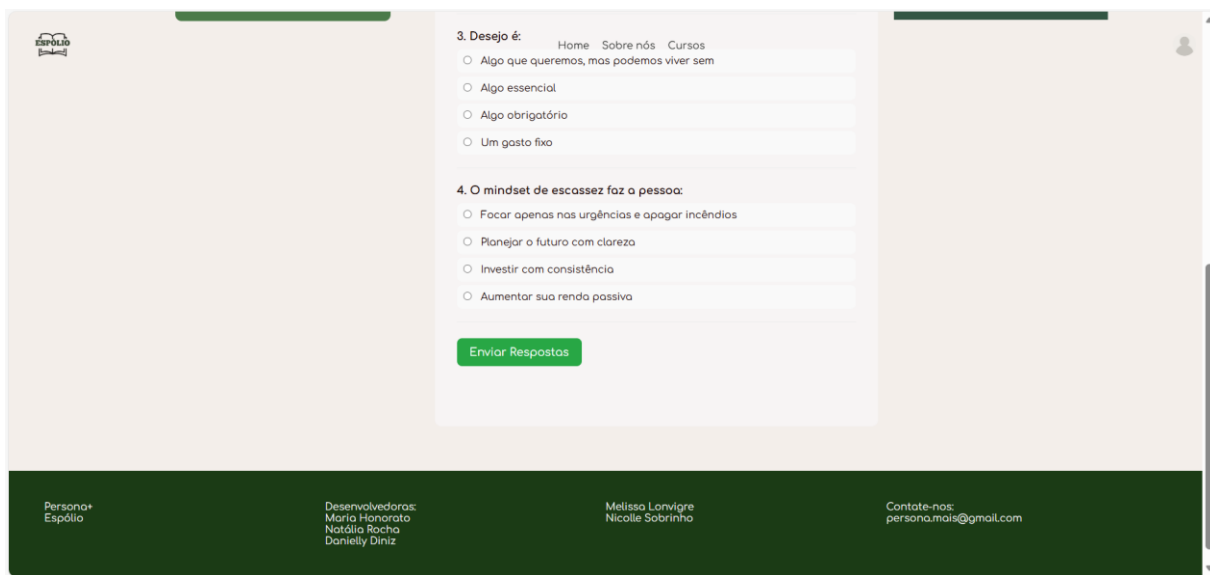 ESPÓLIO
Home Sobre nós Cursos
3. Desejo é:
Algo que queremos, mas podemos viver sem
Algo essencial
Algo obrigatório
Um gasto fixo
4. O mindset de escassez faz a pessoa:
Focar apenas nas urgências e apagar incêndios
Planejar o futuro com clareza
Investir com consistência
Aumentar sua renda passiva
Enviar Respostas
Persona+
Espólio
Desenvolvedoras:
Maria Honorato
Natália Rocha
Danielly Diniz
Melissa Lonvigre
Nicolle Sobrinho
Contate-nos:
persona.mais@gmail.com